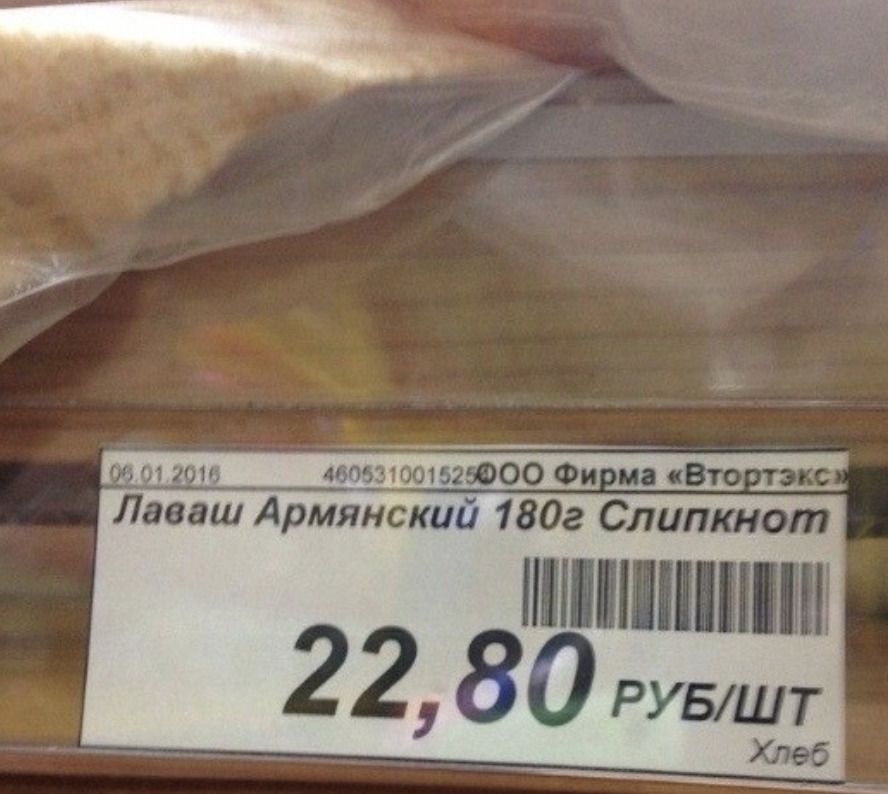 06.01.2016 4605310015250 ООО Фирма «Втортэкс»
Лаваш Армянский 180г Слипкнот
22,80 РУБ/ШТ
Хлеб